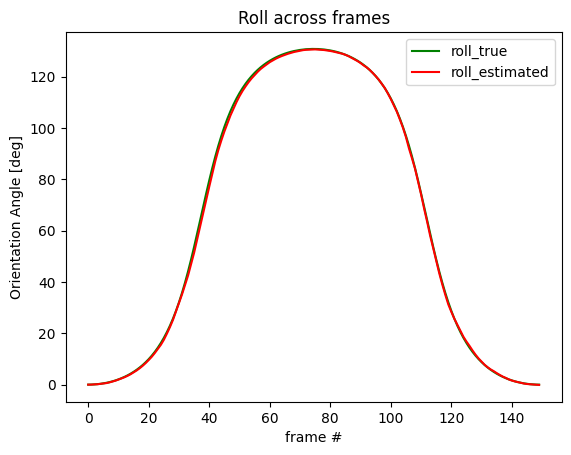 Roll across frames
roll_true
roll_estimated
Orientation Angle [deg]
120
100
80
60
40
20
0
0 20 40 60 80 100 120 140
frame #